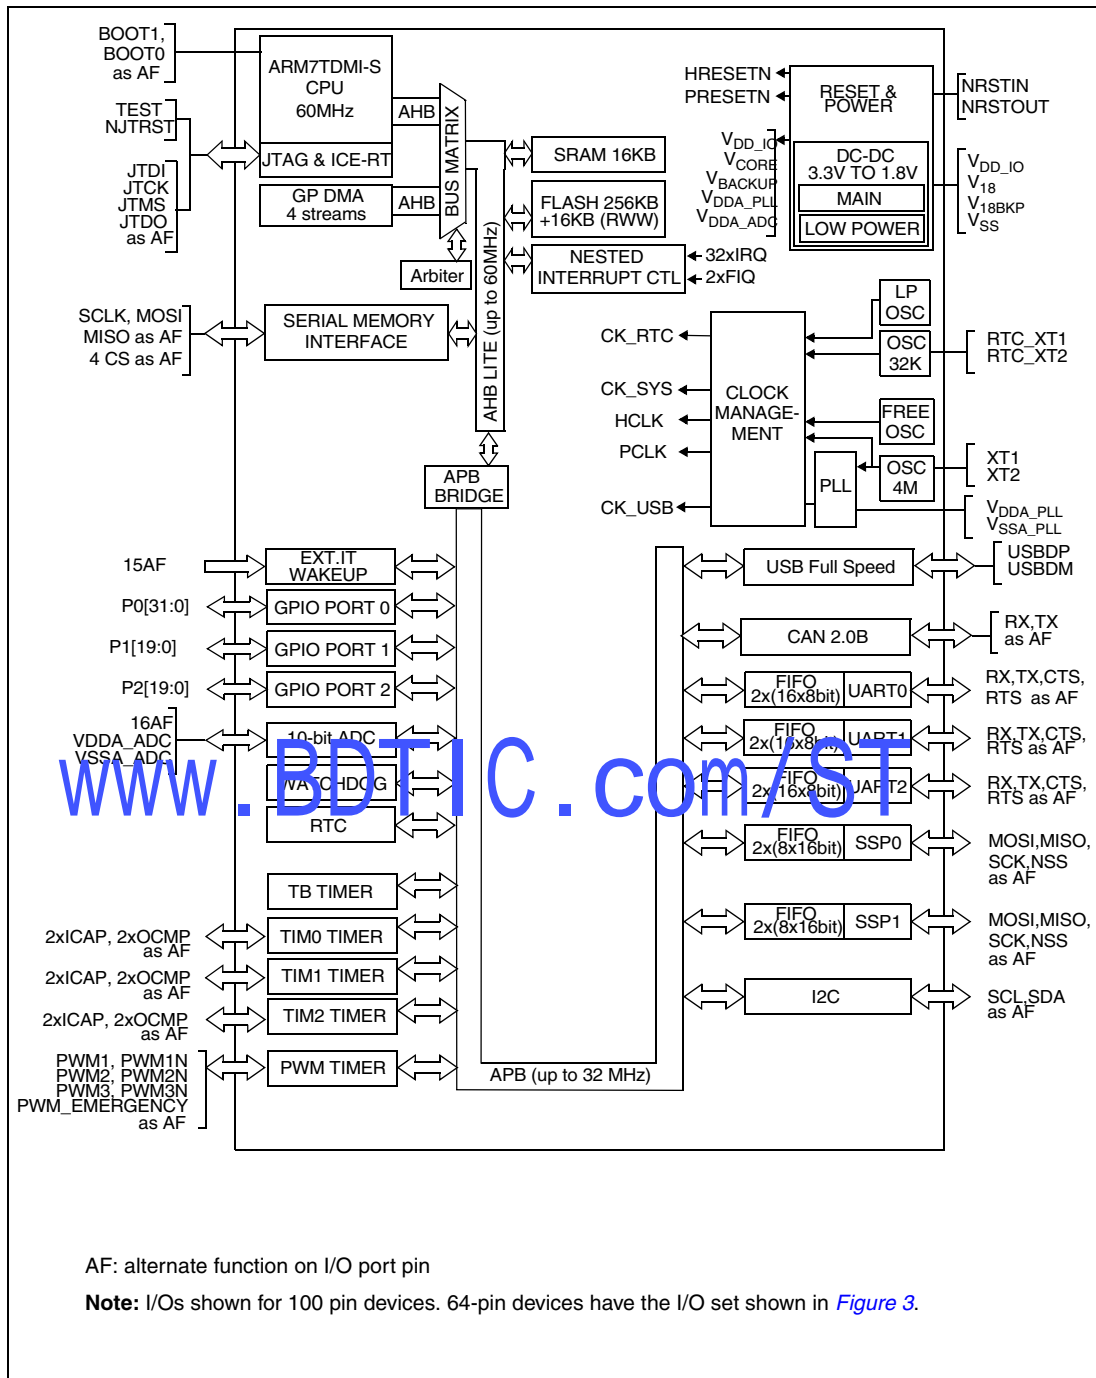 BOOT1,
BOOT0
as AF
TEST
NJTRST
JTDI
JTCK
JTMS
JTDO
as AF
ARM7TDMI-S
CPU
60MHz
JTAG & ICE-RT
GP DMA
4 streams
AHB
AHB
BUS MATRIX
Arbiter
AHB LITE (up to 60MHz)
SRAM 16KB
FLASH 256KB
+16KB (RWW)
NESTED
INTERRUPT CTL
32xIRQ
2xFIQ
HRESETN
PRESETN
VDD_IO
VCORE
VBACKUP
VDDA_PLL
VDDA_ADC
RESET &
POWER
DC-DC
3.3V TO 1.8V
MAIN
LOW POWER
NRSTIN
NRSTOUT
VDD_IO
V18
V18BKP
VSS
SCLK, MOSI
MISO as AF
4 CS as AF
SERIAL MEMORY
INTERFACE
CK_RTC
CK_SYS
HCLK
PCLK
CK_USB
CLOCK
MANAGE-
MENT
LP
OSC
OSC
32K
FREE
OSC
OSC
4M
PLL
RTC_XT1
RTC_XT2
XT1
XT2
VDDA_PLL
VSSA_PLL
APB
BRIDGE
15AF
EXT.IT
WAKEUP
P0[31:0]
GPIO PORT 0
P1[19:0]
GPIO PORT 1
P2[19:0]
GPIO PORT 2
16AF
VDDA_ADC
VSSA_ADC
10-bit ADC
WATCHDOG
RTC
TB TIMER
2xICAP, 2xOCMP
as AF
TIM0 TIMER
2xICAP, 2xOCMP
as AF
TIM1 TIMER
2xICAP, 2xOCMP
as AF
TIM2 TIMER
PWM1, PWM1N
PWM2, PWM2N
PWM3, PWM3N
PWM_EMERGENCY
as AF
PWM TIMER
APB (up to 32 MHz)
USB Full Speed
USBDP
USBDM
CAN 2.0B
RX,TX
as AF
FIFO
2x(16x8bit)
UART0
RX,TX,CTS,
RTS as AF
FIFO
2x(16x8bit)
UART1
RX,TX,CTS,
RTS as AF
FIFO
2x(16x8bit)
UART2
RX,TX,CTS,
RTS as AF
FIFO
2x(8x16bit)
SSP0
MOSI,MISO,
SCK,NSS
as AF
FIFO
2x(8x16bit)
SSP1
MOSI,MISO,
SCK,NSS
as AF
I2C
SCL,SDA
as AF
www.BDTIC.com/ST
AF: alternate function on I/O port pin
Note: I/Os shown for 100 pin devices. 64-pin devices have the I/O set shown in Figure 3.